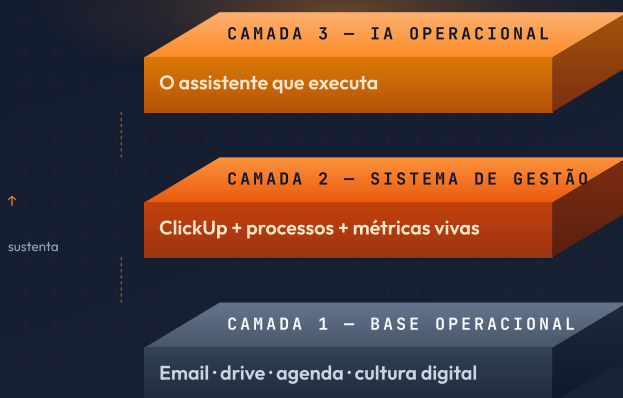 CAMADA 3 — IA OPERACIONAL
O assistente que executa
CAMADA 2 — SISTEMA DE GESTÃO
↑
ClickUp + processos + métricas vivas
sustenta
CAMADA 1 — BASE OPERACIONAL
Email · drive · agenda · cultura digital